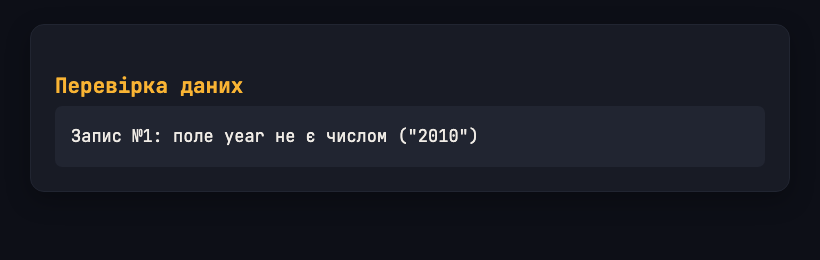 Перевірка даних
Запис №1: поле year не є числом ("2010")